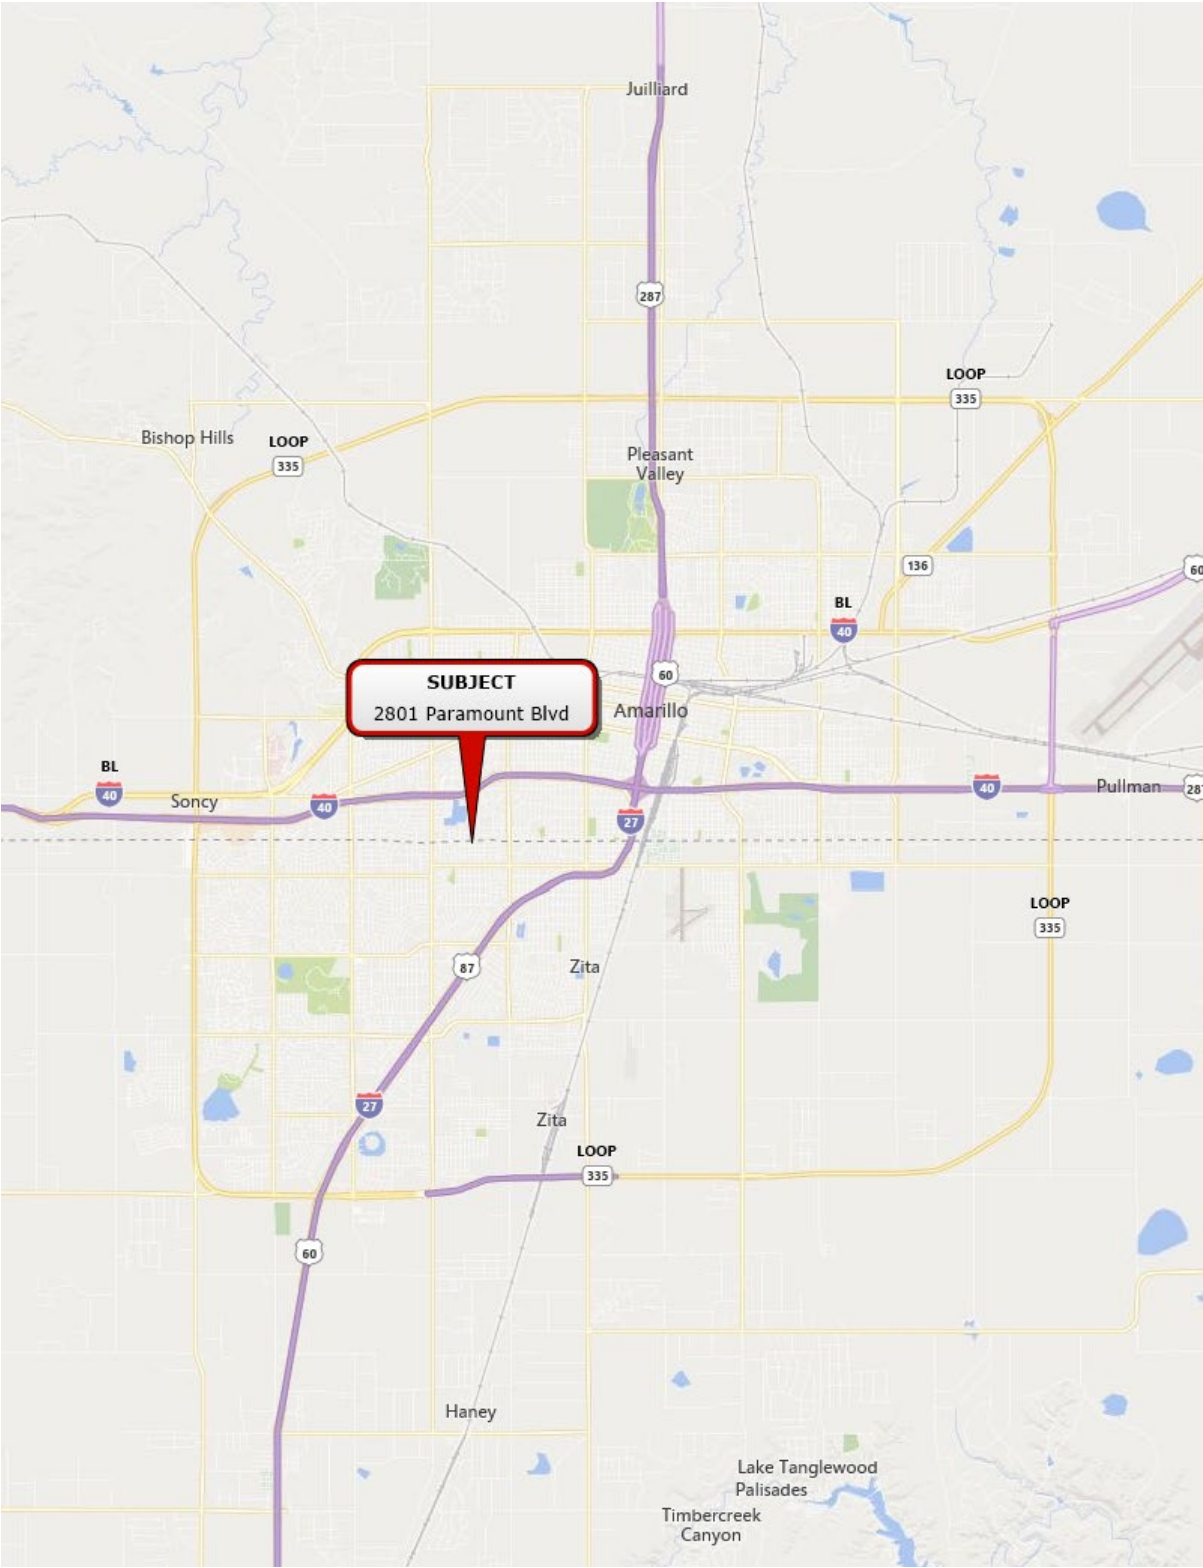 Juilliard
287
LOOP
335
Bishop Hills
LOOP
335
Pleasant
Valley
136
60
BL
40
SUBJECT
2801 Paramount Blvd
60
Amarillo
BL
40
Soncy
40
40
Pullman
287
27
LOOP
335
87
Zita
27
Zita
LOOP
335
60
Haney
Lake Tanglewood
Palisades
Timbercreek
Canyon